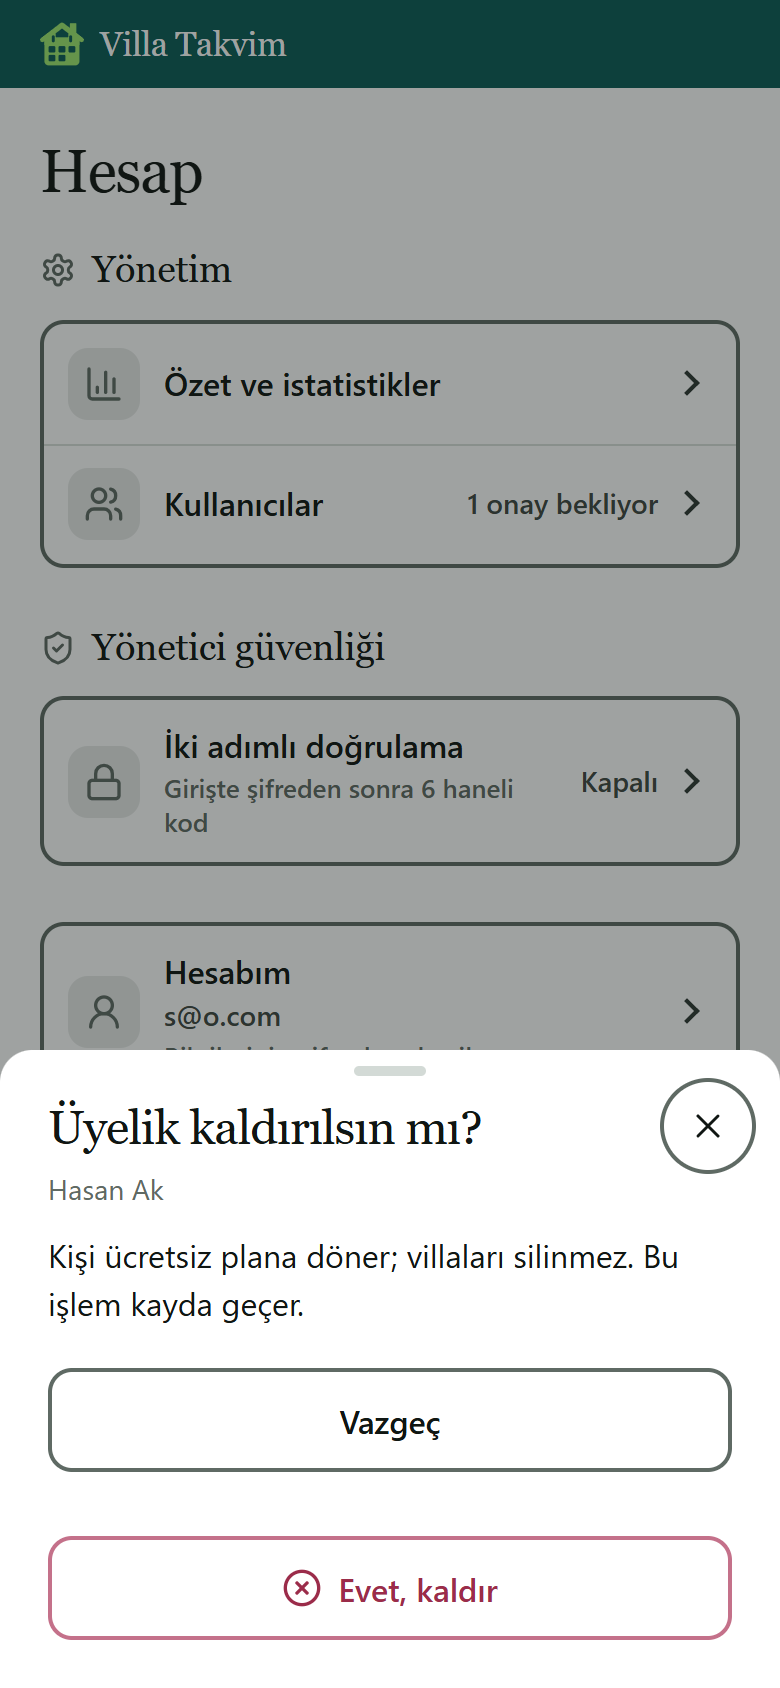 Villa Takvim
Hesap
Yönetim
Özet ve istatistikler
Kullanıcılar
1 onay bekliyor
Yönetici güvenliği
İki adımlı doğrulama
Girişte şifreden sonra 6 haneli
kod
Kapalı
Hesabım
s@o.com
Üyelik kaldırılsın mı?
Hasan Ak
Kişi ücretsiz plana döner; villaları silinmez. Bu
işlem kayda geçer.
Vazgeç
Evet, kaldır